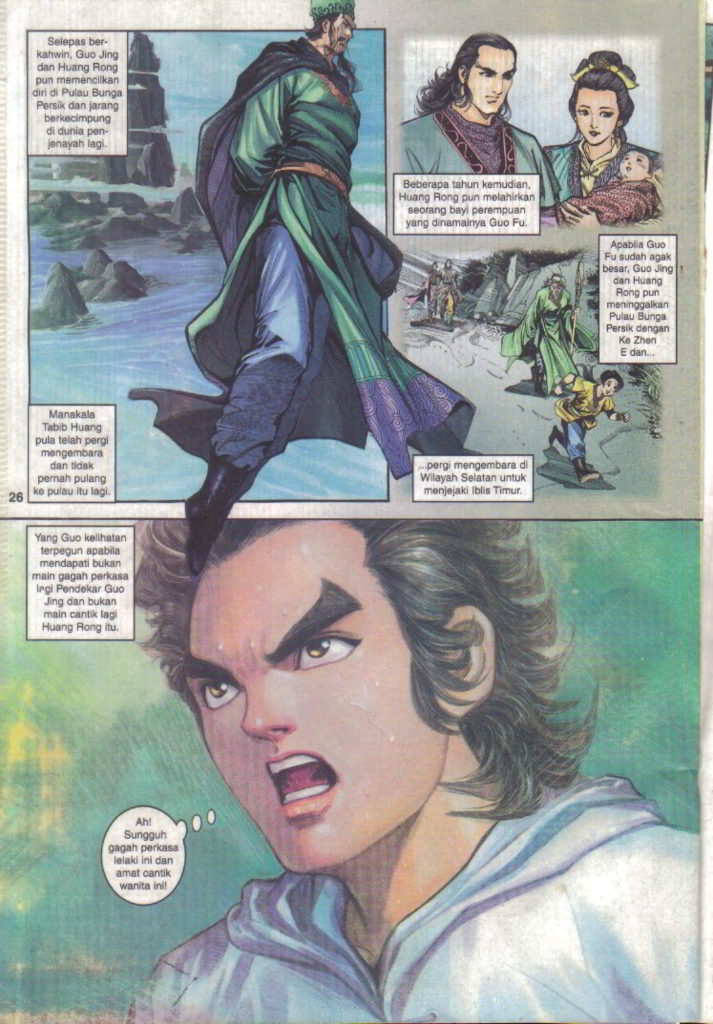 Selepas ber-
kahwin, Guo Jing
dan Huang Rong
pun memencilkan
diri di Pulau Bunga
Persik dan jarang
berkecimpung
di dunia pen-
jenayah lagi.
Beberapa tahun kemudian,
Huang Rong pun melahirkan
seorang bayi perempuan
yang dinamainya Guo Fu.
Apabila Guo
Fu sudah agak
besar, Guo Jing
dan Huang
Rong pun
meninggalkan
Pulau Bunga
Persik dengan
Ke Zhen
E dan...
Manakala
Tabib Huang
pula telah pergi
mengembara
dan tidak
pernah pulang
ke pulau itu lagi.
...pergi mengembara di
Wilayah Selatan untuk
menjejaki Iblis Timur.
26
Yang Guo kelihatan
terpegun apabila
mendapati bukan
main gagah perkasa
lagi Pendekar Guo
Jing dan bukan
main cantik lagi
Huang Rong itu.
Ah!
Sungguh
gagah perkasa
lelaki ini dan
amat cantik
wanita ini!